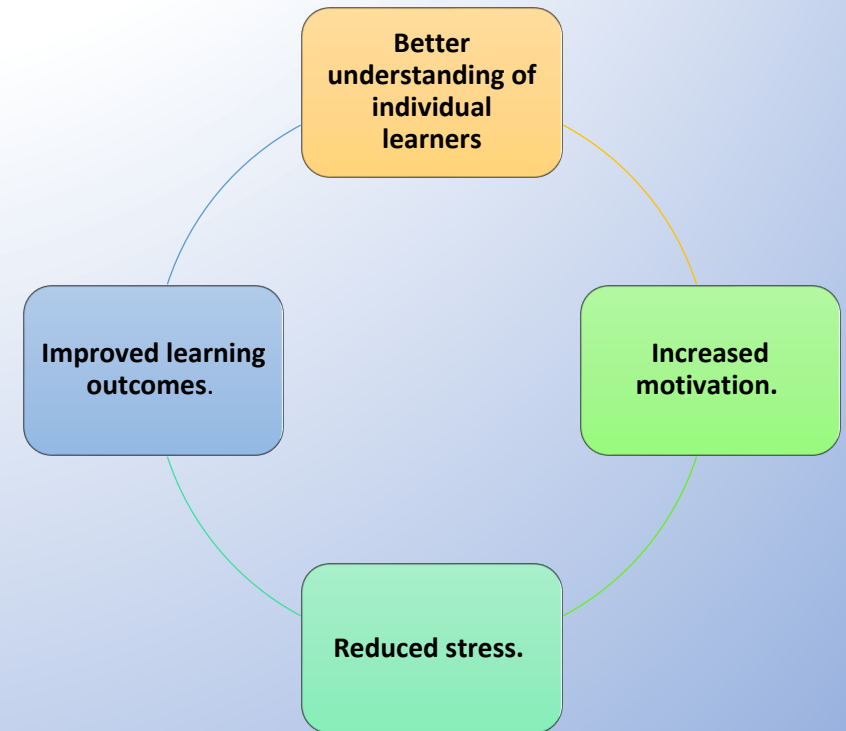 Better
understanding of
individual
learners
Increased
motivation.
Reduced stress.
Improved learning
outcomes.